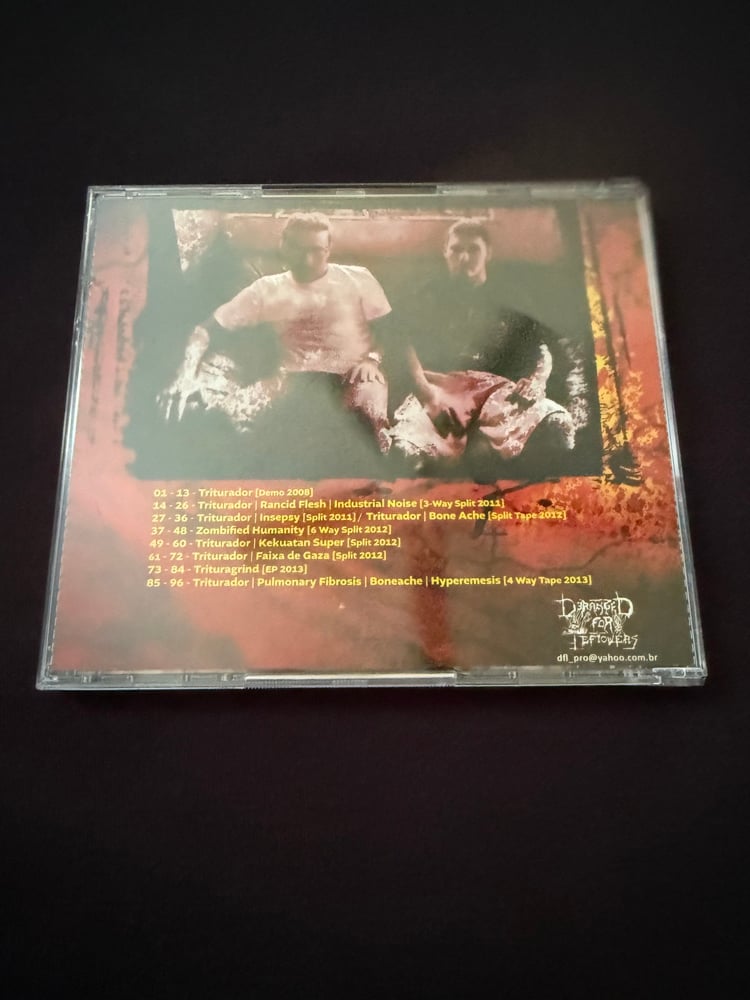 01 - 13 - Triturador [Demo 2008]
14 - 26 - Triturador | Rancid Flesh | Industrial Noise [3-Way Split 2011]
27 - 36 - Triturador | Insepsy [Split 2011] / Triturador | Bone Ache [Split Tape 2012]
37 - 48 - Zombified Humanity [6 Way Split 2012]
49 - 60 - Triturador | Kekuatan Super [Split 2012]
61 - 72 - Triturador | Faixa de Gaza [Split 2012]
73 - 84 - Trituragrind [EP 2013]
85 - 96 - Triturador | Pulmonary Fibrosis | Boneache | Hyperemesis [4 Way Tape 2013]
DERANGED
FOR
LEFTOVERS
dfl_pro@yahoo.com.br